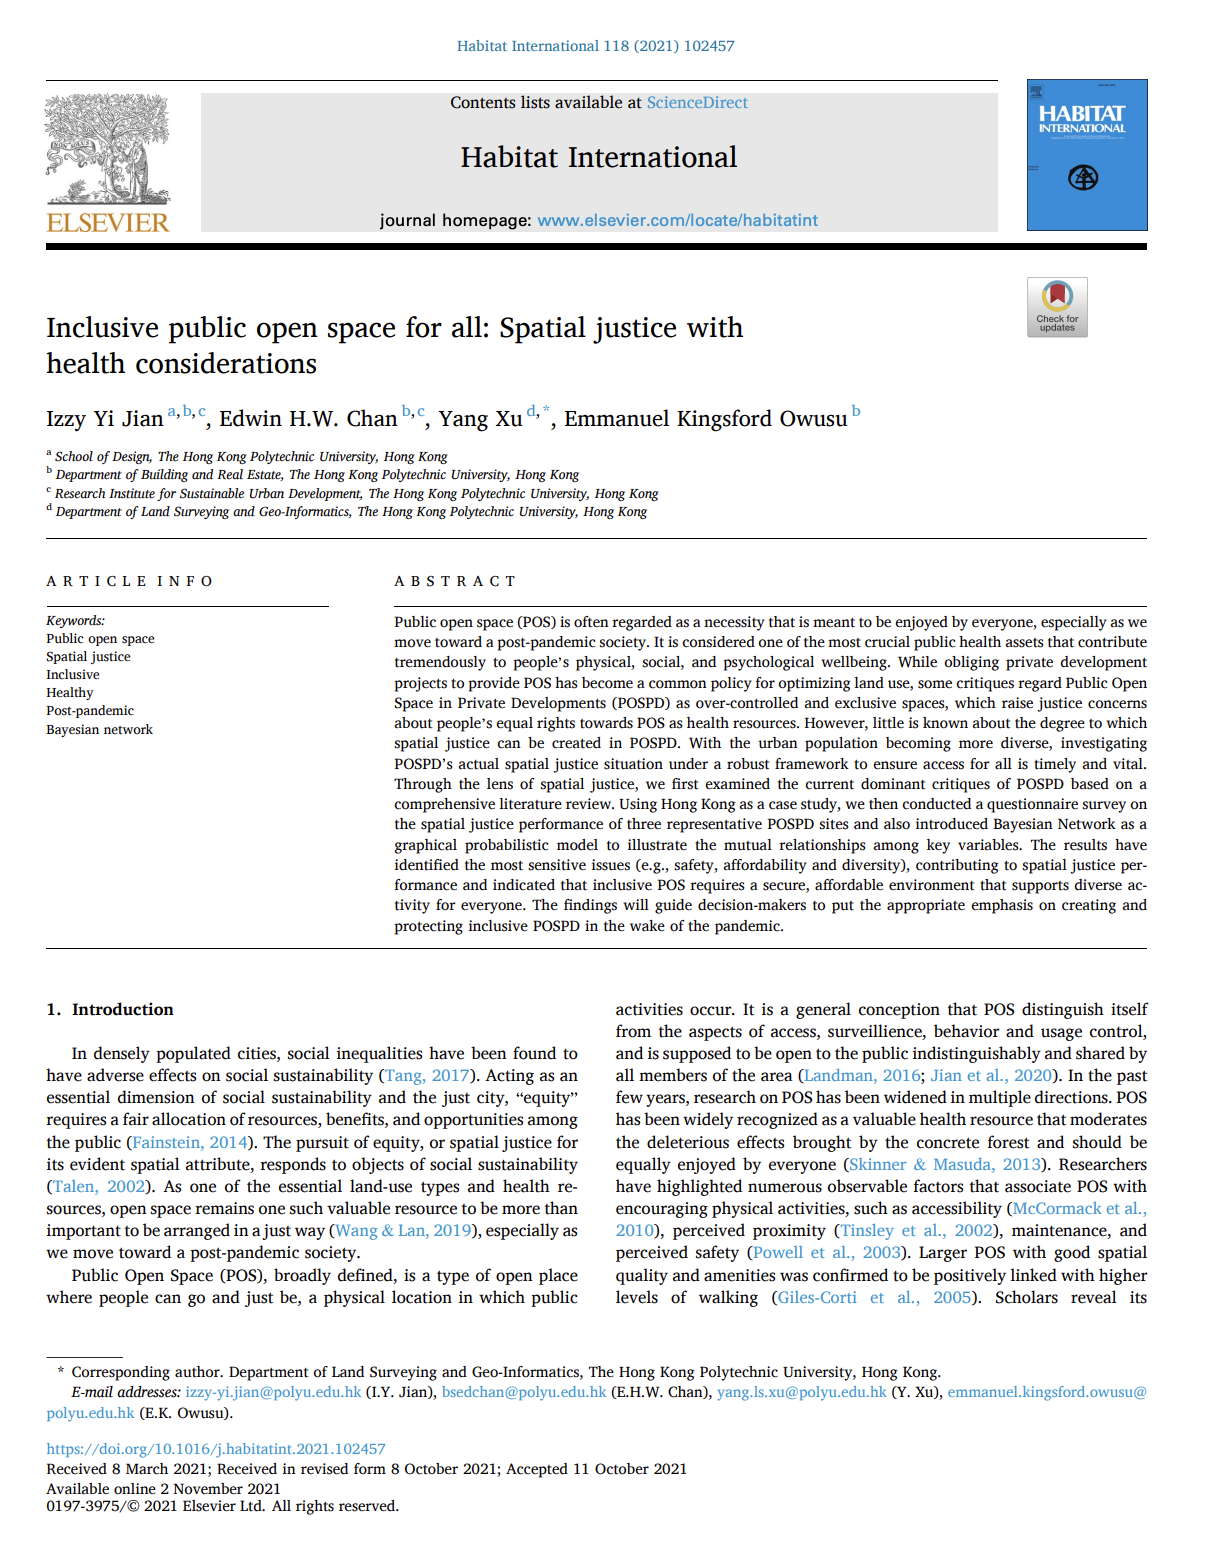 Habitat International 118 (2021) 102457
Contents lists available at ScienceDirect
Habitat International
journal homepage: www.elsevier.com/locate/habitatint
ELSEVIER
HABITAT
INTERNATIONAL
Check for
updates
Inclusive public open space for all: Spatial justice with
health considerations
Izzy Yi Jian a,b,c, Edwin H.W. Chan b,c, Yang Xu d,*, Emmanuel Kingsford Owusu b
a School of Design, The Hong Kong Polytechnic University, Hong Kong
b Department of Building and Real Estate, The Hong Kong Polytechnic University, Hong Kong
c Research Institute for Sustainable Urban Development, The Hong Kong Polytechnic University, Hong Kong
d Department of Land Surveying and Geo-Informatics, The Hong Kong Polytechnic University, Hong Kong
ARTICLE INFO
Keywords:
Public open space
Spatial justice
Inclusive
Healthy
Post-pandemic
Bayesian network
ABSTRACT
Public open space (POS) is often regarded as a necessity that is meant to be enjoyed by everyone, especially as we
move toward a post-pandemic society. It is considered one of the most crucial public health assets that contribute
tremendously to people's physical, social, and psychological wellbeing. While obliging private development
projects to provide POS has become a common policy for optimizing land use, some critiques regard Public Open
Space in Private Developments (POSPD) as over-controlled and exclusive spaces, which raise justice concerns
about people's equal rights towards POS as health resources. However, little is known about the degree to which
spatial justice can be created in POSPD. With the urban population becoming more diverse, investigating
POSPD's actual spatial justice situation under a robust framework to ensure access for all is timely and vital.
Through the lens of spatial justice, we first examined the current dominant critiques of POSPD based on a
comprehensive literature review. Using Hong Kong as a case study, we then conducted a questionnaire survey on
the spatial justice performance of three representative POSPD sites and also introduced Bayesian Network as a
graphical probabilistic model to illustrate the mutual relationships among key variables. The results have
identified the most sensitive issues (e.g., safety, affordability and diversity), contributing to spatial justice per-
formance and indicated that inclusive POS requires a secure, affordable environment that supports diverse ac-
tivity for everyone. The findings will guide decision-makers to put the appropriate emphasis on creating and
protecting inclusive POSPD in the wake of the pandemic.
1. Introduction
In densely populated cities, social inequalities have been found to
have adverse effects on social sustainability (Tang, 2017). Acting as an
essential dimension of social sustainability and the just city, "equity"
requires a fair allocation of resources, benefits, and opportunities among
the public (Fainstein, 2014). The pursuit of equity, or spatial justice for
its evident spatial attribute, responds to objects of social sustainability
(Talen, 2002). As one of the essential land-use types and health re-
sources, open space remains one such valuable resource to be more than
important to be arranged in a just way (Wang & Lan, 2019), especially as
we move toward a post-pandemic society.
Public Open Space (POS), broadly defined, is a type of open place
where people can go and just be, a physical location in which public
activities occur. It is a general conception that POS distinguish itself
from the aspects of access, surveillience, behavior and usage control,
and is supposed to be open to the public indistinguishably and shared by
all members of the area (Landman, 2016; Jian et al., 2020). In the past
few years, research on POS has been widened in multiple directions. POS
has been widely recognized as a valuable health resource that moderates
the deleterious effects brought by the concrete forest and should be
equally enjoyed by everyone (Skinner & Masuda, 2013). Researchers
have highlighted numerous observable factors that associate POS with
encouraging physical activities, such as accessibility (McCormack et al.,
2010), perceived proximity (Tinsley et al., 2002), maintenance, and
perceived safety (Powell et al., 2003). Larger POS with good spatial
quality and amenities was confirmed to be positively linked with higher
levels of walking (Giles-Corti et al., 2005). Scholars reveal its
* Corresponding author. Department of Land Surveying and Geo-Informatics, The Hong Kong Polytechnic University, Hong Kong.
E-mail addresses: izzy-yi.jian@polyu.edu.hk (I.Y. Jian), bsedchan@polyu.edu.hk (E.H.W. Chan), yang.ls.xu@polyu.edu.hk (Y. Xu), emmanuel.kingsford.owusu@
polyu.edu.hk (E.K. Owusu).
https://doi.org/10.1016/j.habitatint.2021.102457
Received 8 March 2021; Received in revised form 8 October 2021; Accepted 11 October 2021
Available online 2 November 2021
0197-3975/© 2021 Elsevier Ltd. All rights reserved.